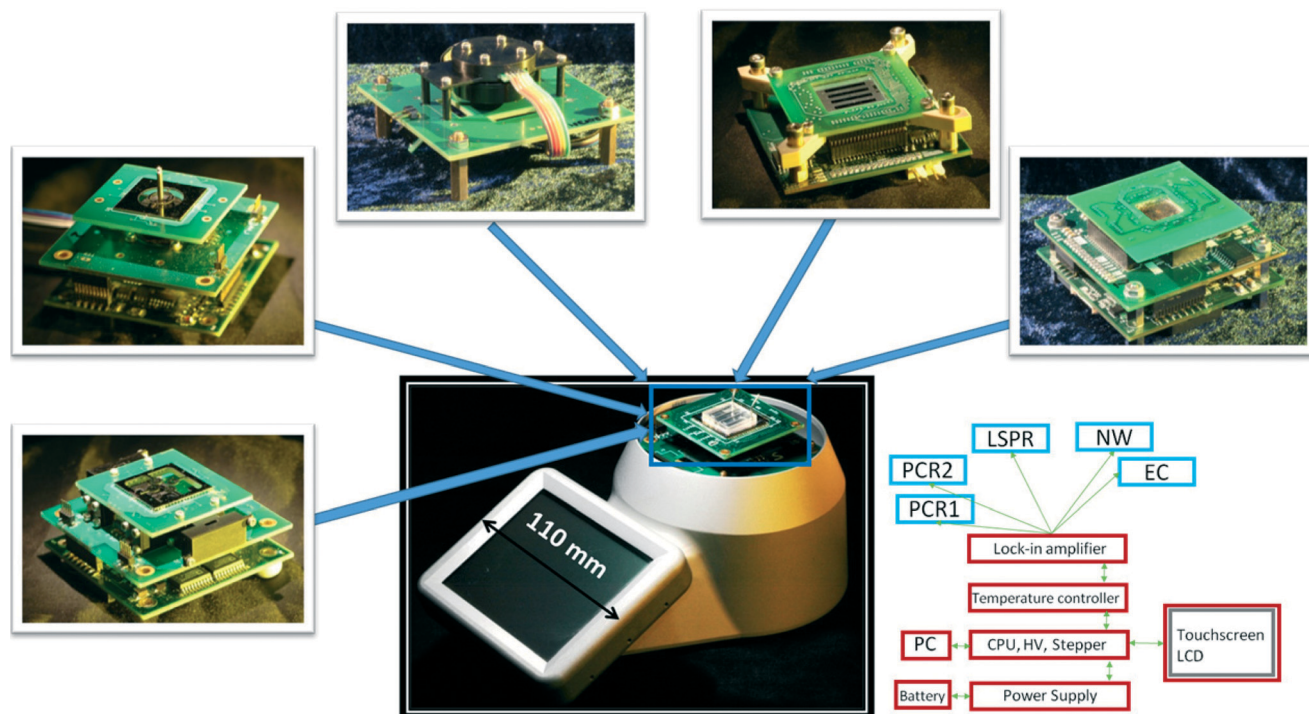 110 mm
LSPR
NW
PCR2
EC
PCR1
Lock-in amplifier
Temperature controller
PC
CPU, HV, Stepper
Touchscreen
LCD
Battery
Power Supply